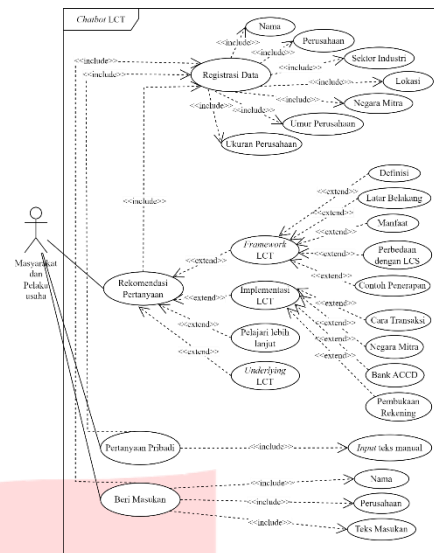 Chatbot LCT
Nama
<<include>>
Perusahaan
<<include>>
<<include>>
Sektor Industri
<<include>>
<<include>>
Registrasi Data
<<include>>
Lokasi
<<include>>
<<include>>
Negara Mitra
<<include>>
<<include>>
Umur Perusahaan
Ukuran Perusahaan
<<include>>
Definisi
<<extend>>
Latar Belakang
<<extend>>
Manfaat
<<extend>>
Framework
LCT
<<extend>>
<<extend>>
Perbedaan
dengan LCS
<<extend>>
Contoh Penerapan
Masyarakat
dan
Pelaku
usaha
Rekomendasi
Pertanyaan
<<extend>>
Implementasi
LCT
<<extend>>
Cara Transaksi
<<extend>>
<<extend>>
Pelajari lebih
lanjut
<<extend>>
Negara Mitra
<<extend>>
Bank ACCD
<<extend>>
Underlying
LCT
Pembukaan
Rekening
Pertanyaan Pribadi
<<include>>
Input teks manual
Beri Masukan
<<include>>
Nama
<<include>>
Perusahaan
<<include>>
Teks Masukan